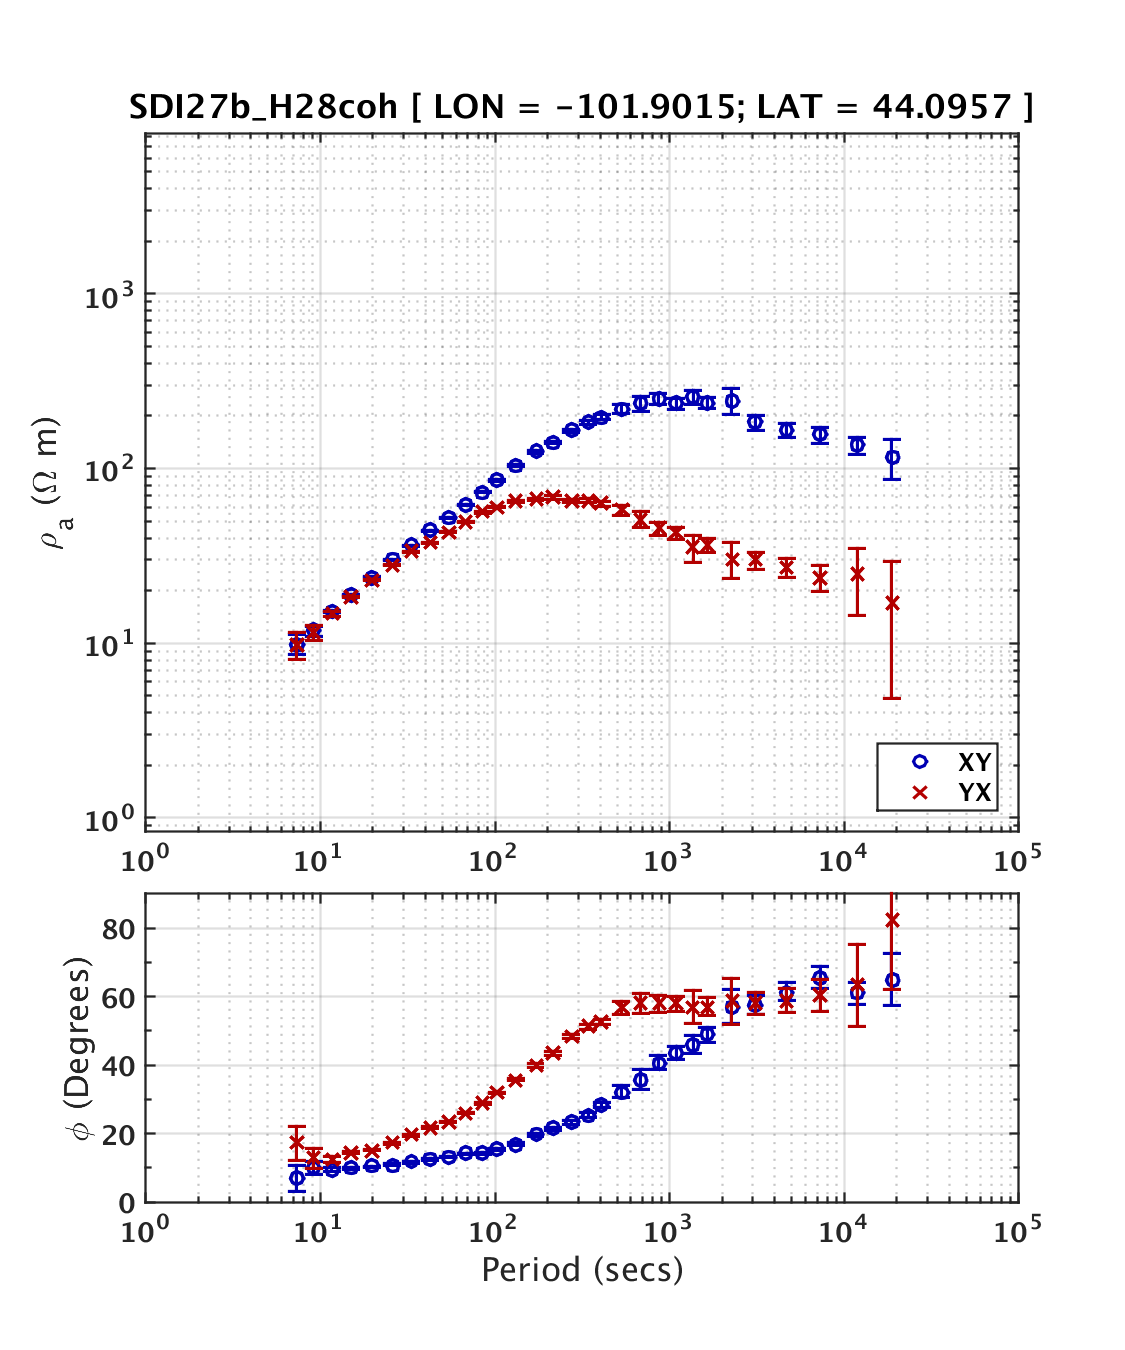 SDI27b_H28coh [ LON = -101.9015; LAT = 44.0957 ]
10³
10²
10¹
10⁰
ρa (Ω m)
XY
YX
10⁰ 10¹ 10² 10³ 10⁴ 10⁵
80
60
40
20
0
ϕ (Degrees)
10⁰ 10¹ 10² 10³ 10⁴ 10⁵
Period (secs)